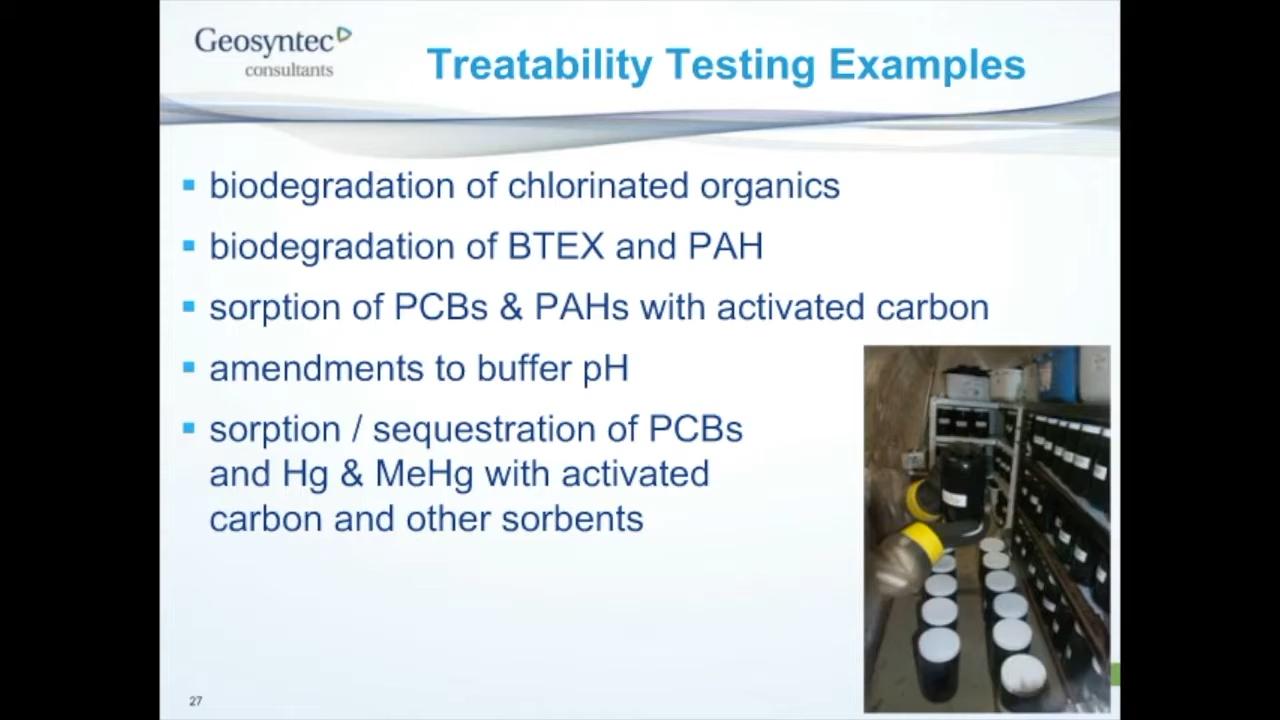 Geosyntec
consultants
Treatability Testing Examples
biodegradation of chlorinated organics
biodegradation of BTEX and PAH
sorption of PCBs & PAHs with activated carbon
amendments to buffer pH
sorption / sequestration of PCBs
and Hg & MeHg with activated
carbon and other sorbents
27